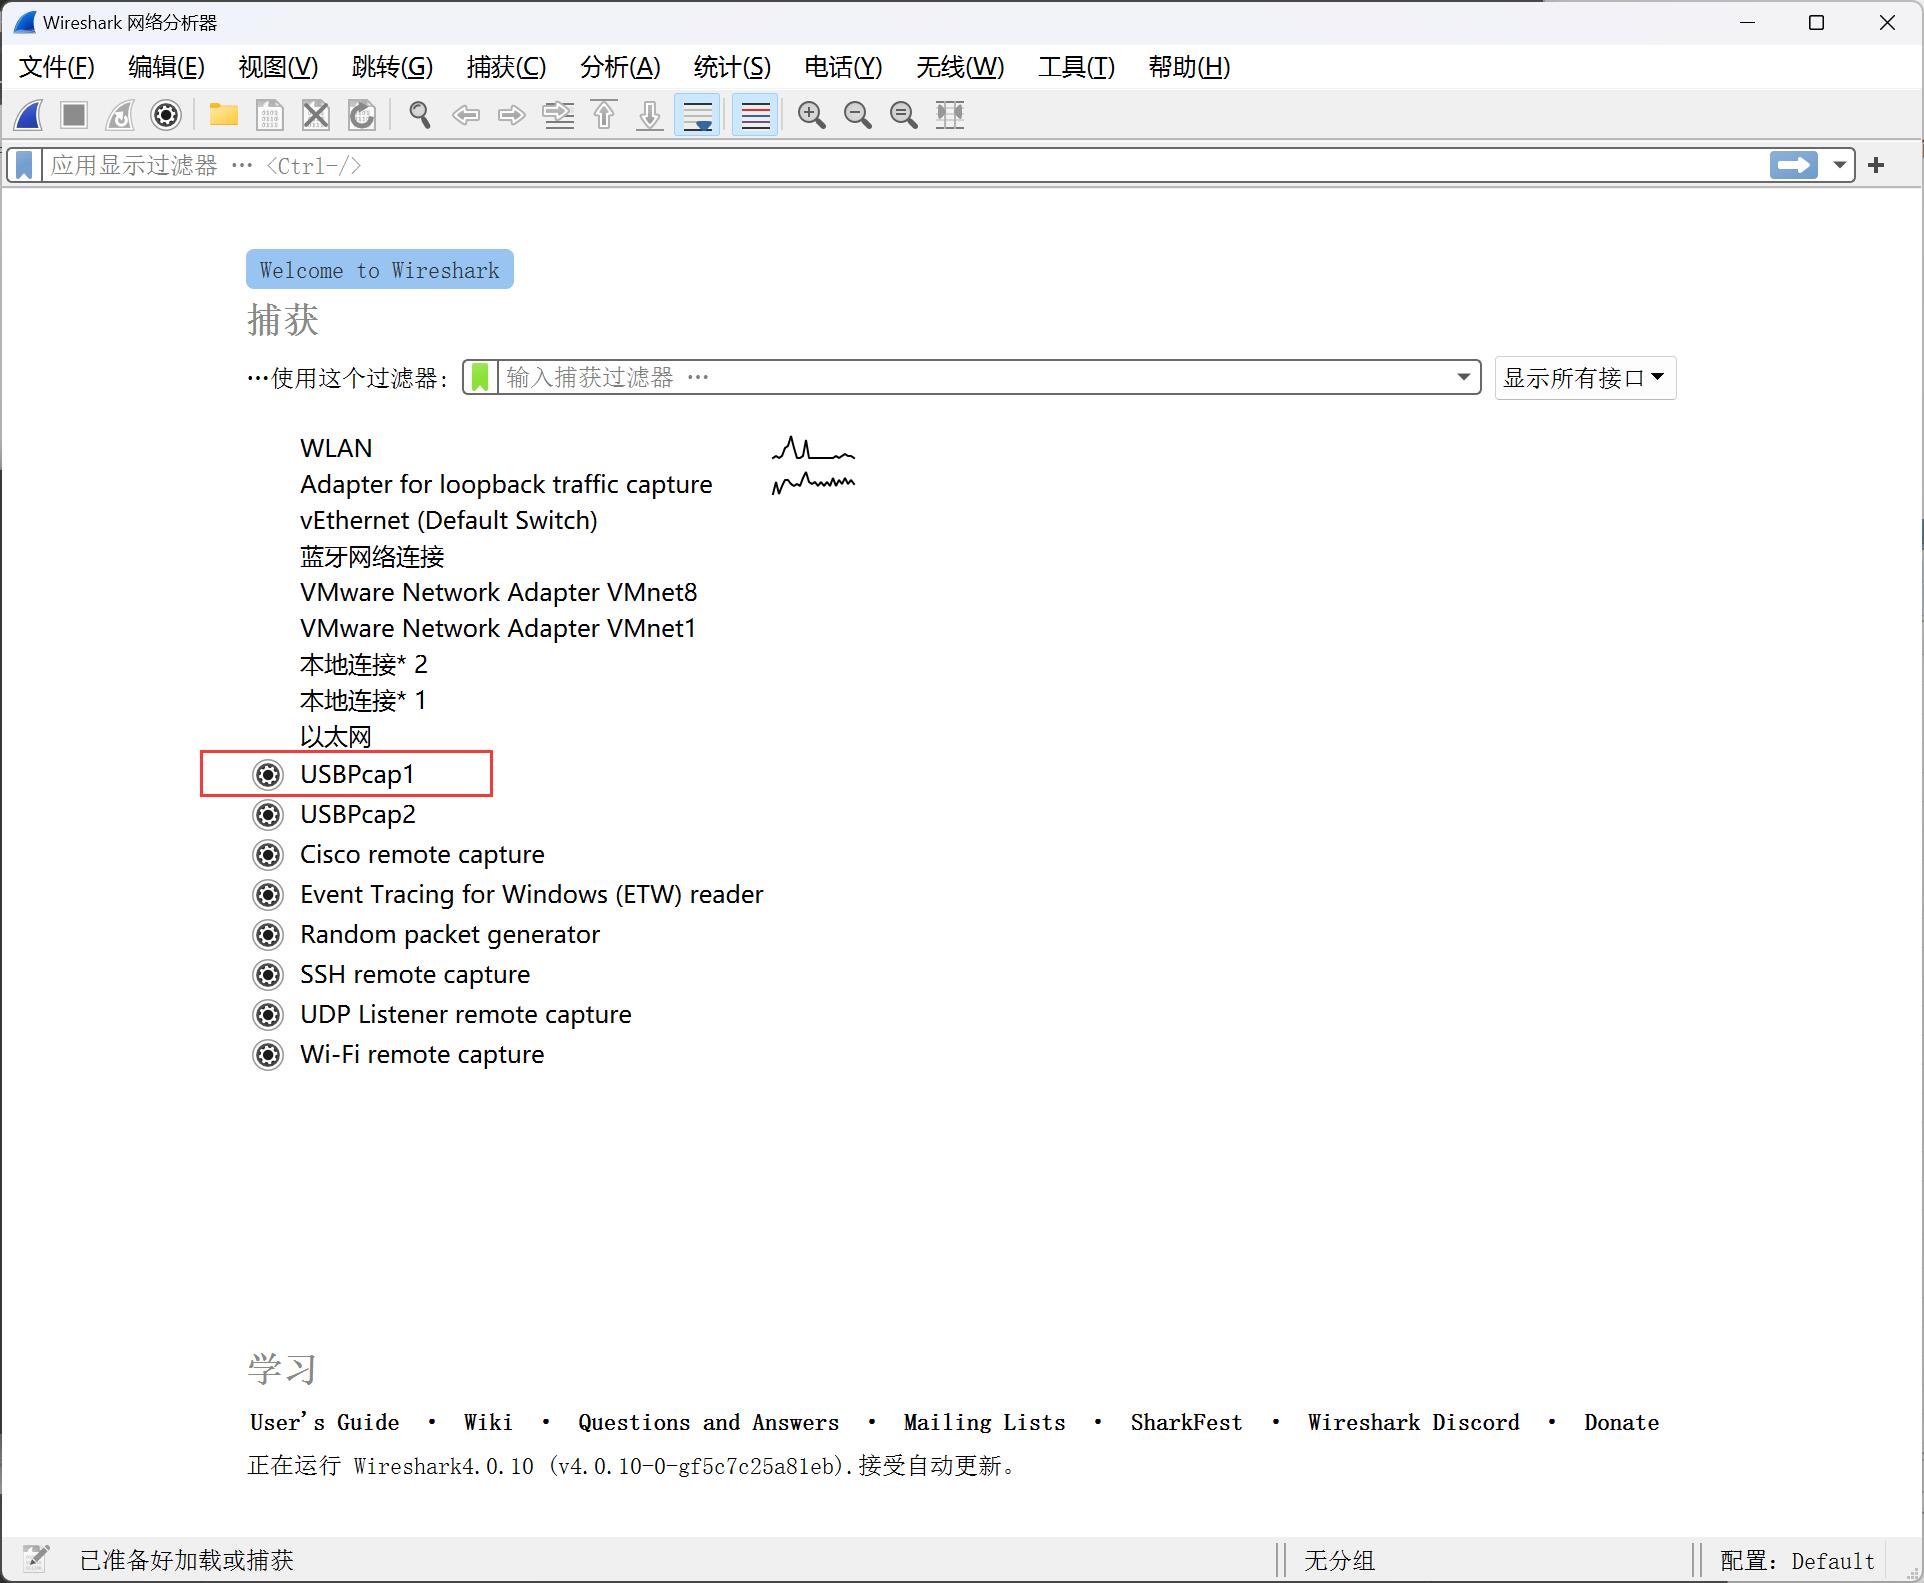 Wireshark 网络分析器
文件(F) 编辑(E) 视图(V) 跳转(G) 捕获(C) 分析(A) 统计(S) 电话(Y) 无线(W) 工具(T) 帮助(H)
应用显示过滤器 … <Ctrl-/>
Welcome to Wireshark
捕获
…使用这个过滤器: 输入捕获过滤器 … 显示所有接口
WLAN
Adapter for loopback traffic capture
vEthernet (Default Switch)
蓝牙网络连接
VMware Network Adapter VMnet8
VMware Network Adapter VMnet1
本地连接* 2
本地连接* 1
以太网
USBPcap1
USBPcap2
Cisco remote capture
Event Tracing for Windows (ETW) reader
Random packet generator
SSH remote capture
UDP Listener remote capture
Wi-Fi remote capture
学习
User's Guide · Wiki · Questions and Answers · Mailing Lists · SharkFest · Wireshark Discord · Donate
正在运行 Wireshark4.0.10 (v4.0.10-0-gf5c7c25a81eb).接受自动更新。
已准备好加载或捕获 无分组 配置: Default